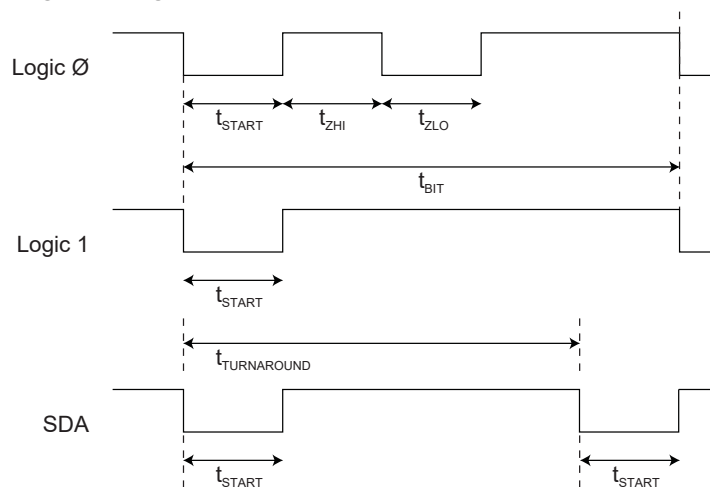 Logic Ø
tSTART tZHI tZLO
tBIT
Logic 1
tSTART
tTURNAROUND
SDA
tSTART tSTART